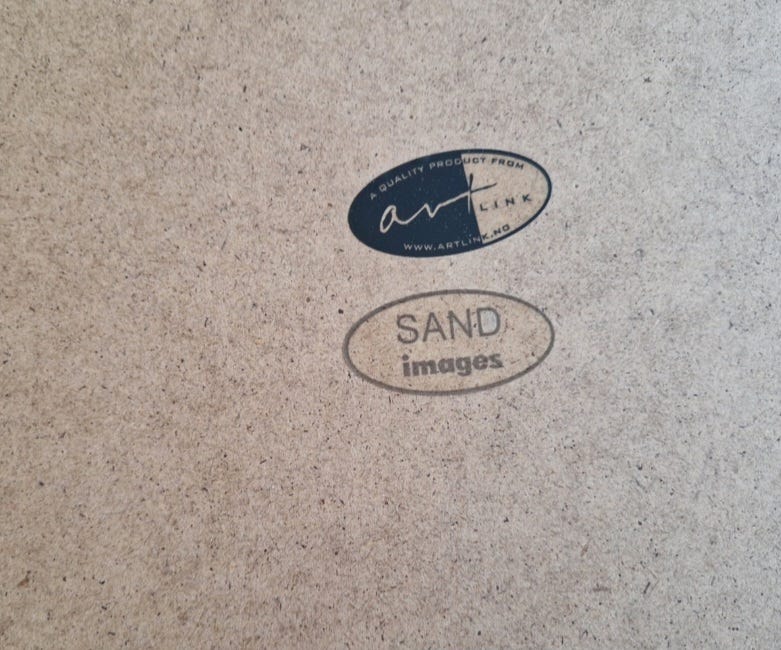 A QUALITY PRODUCT FROM
art LINK
WWW.ARTLINK.NO
SAND
images